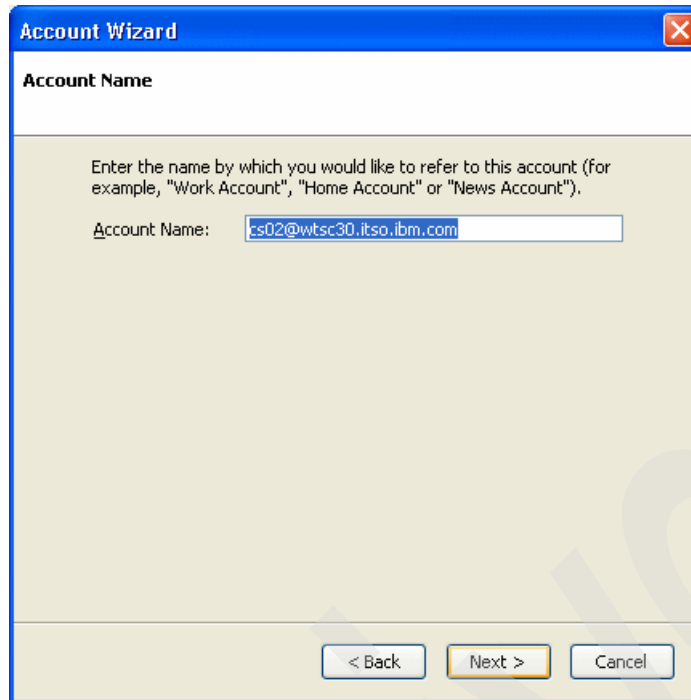 Account Wizard
Account Name
Enter the name by which you would like to refer to this account (for
example, "Work Account", "Home Account" or "News Account").
Account Name: cs02@wtsc30.itso.ibm.com
< Back Next > Cancel